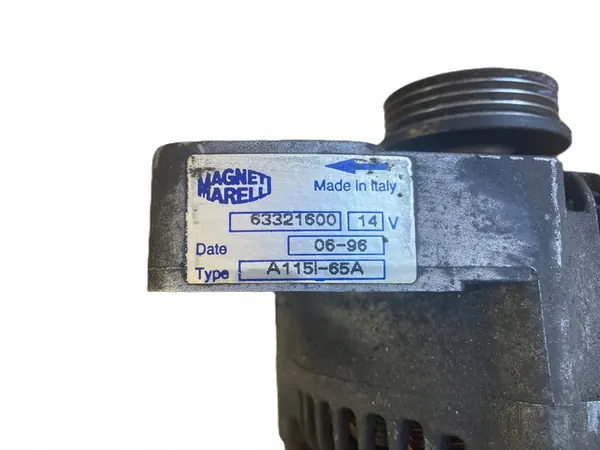 MAGNETI
MARELLI
Made in Italy
63321600 14 V
Date 06-96
Type A115I-65A